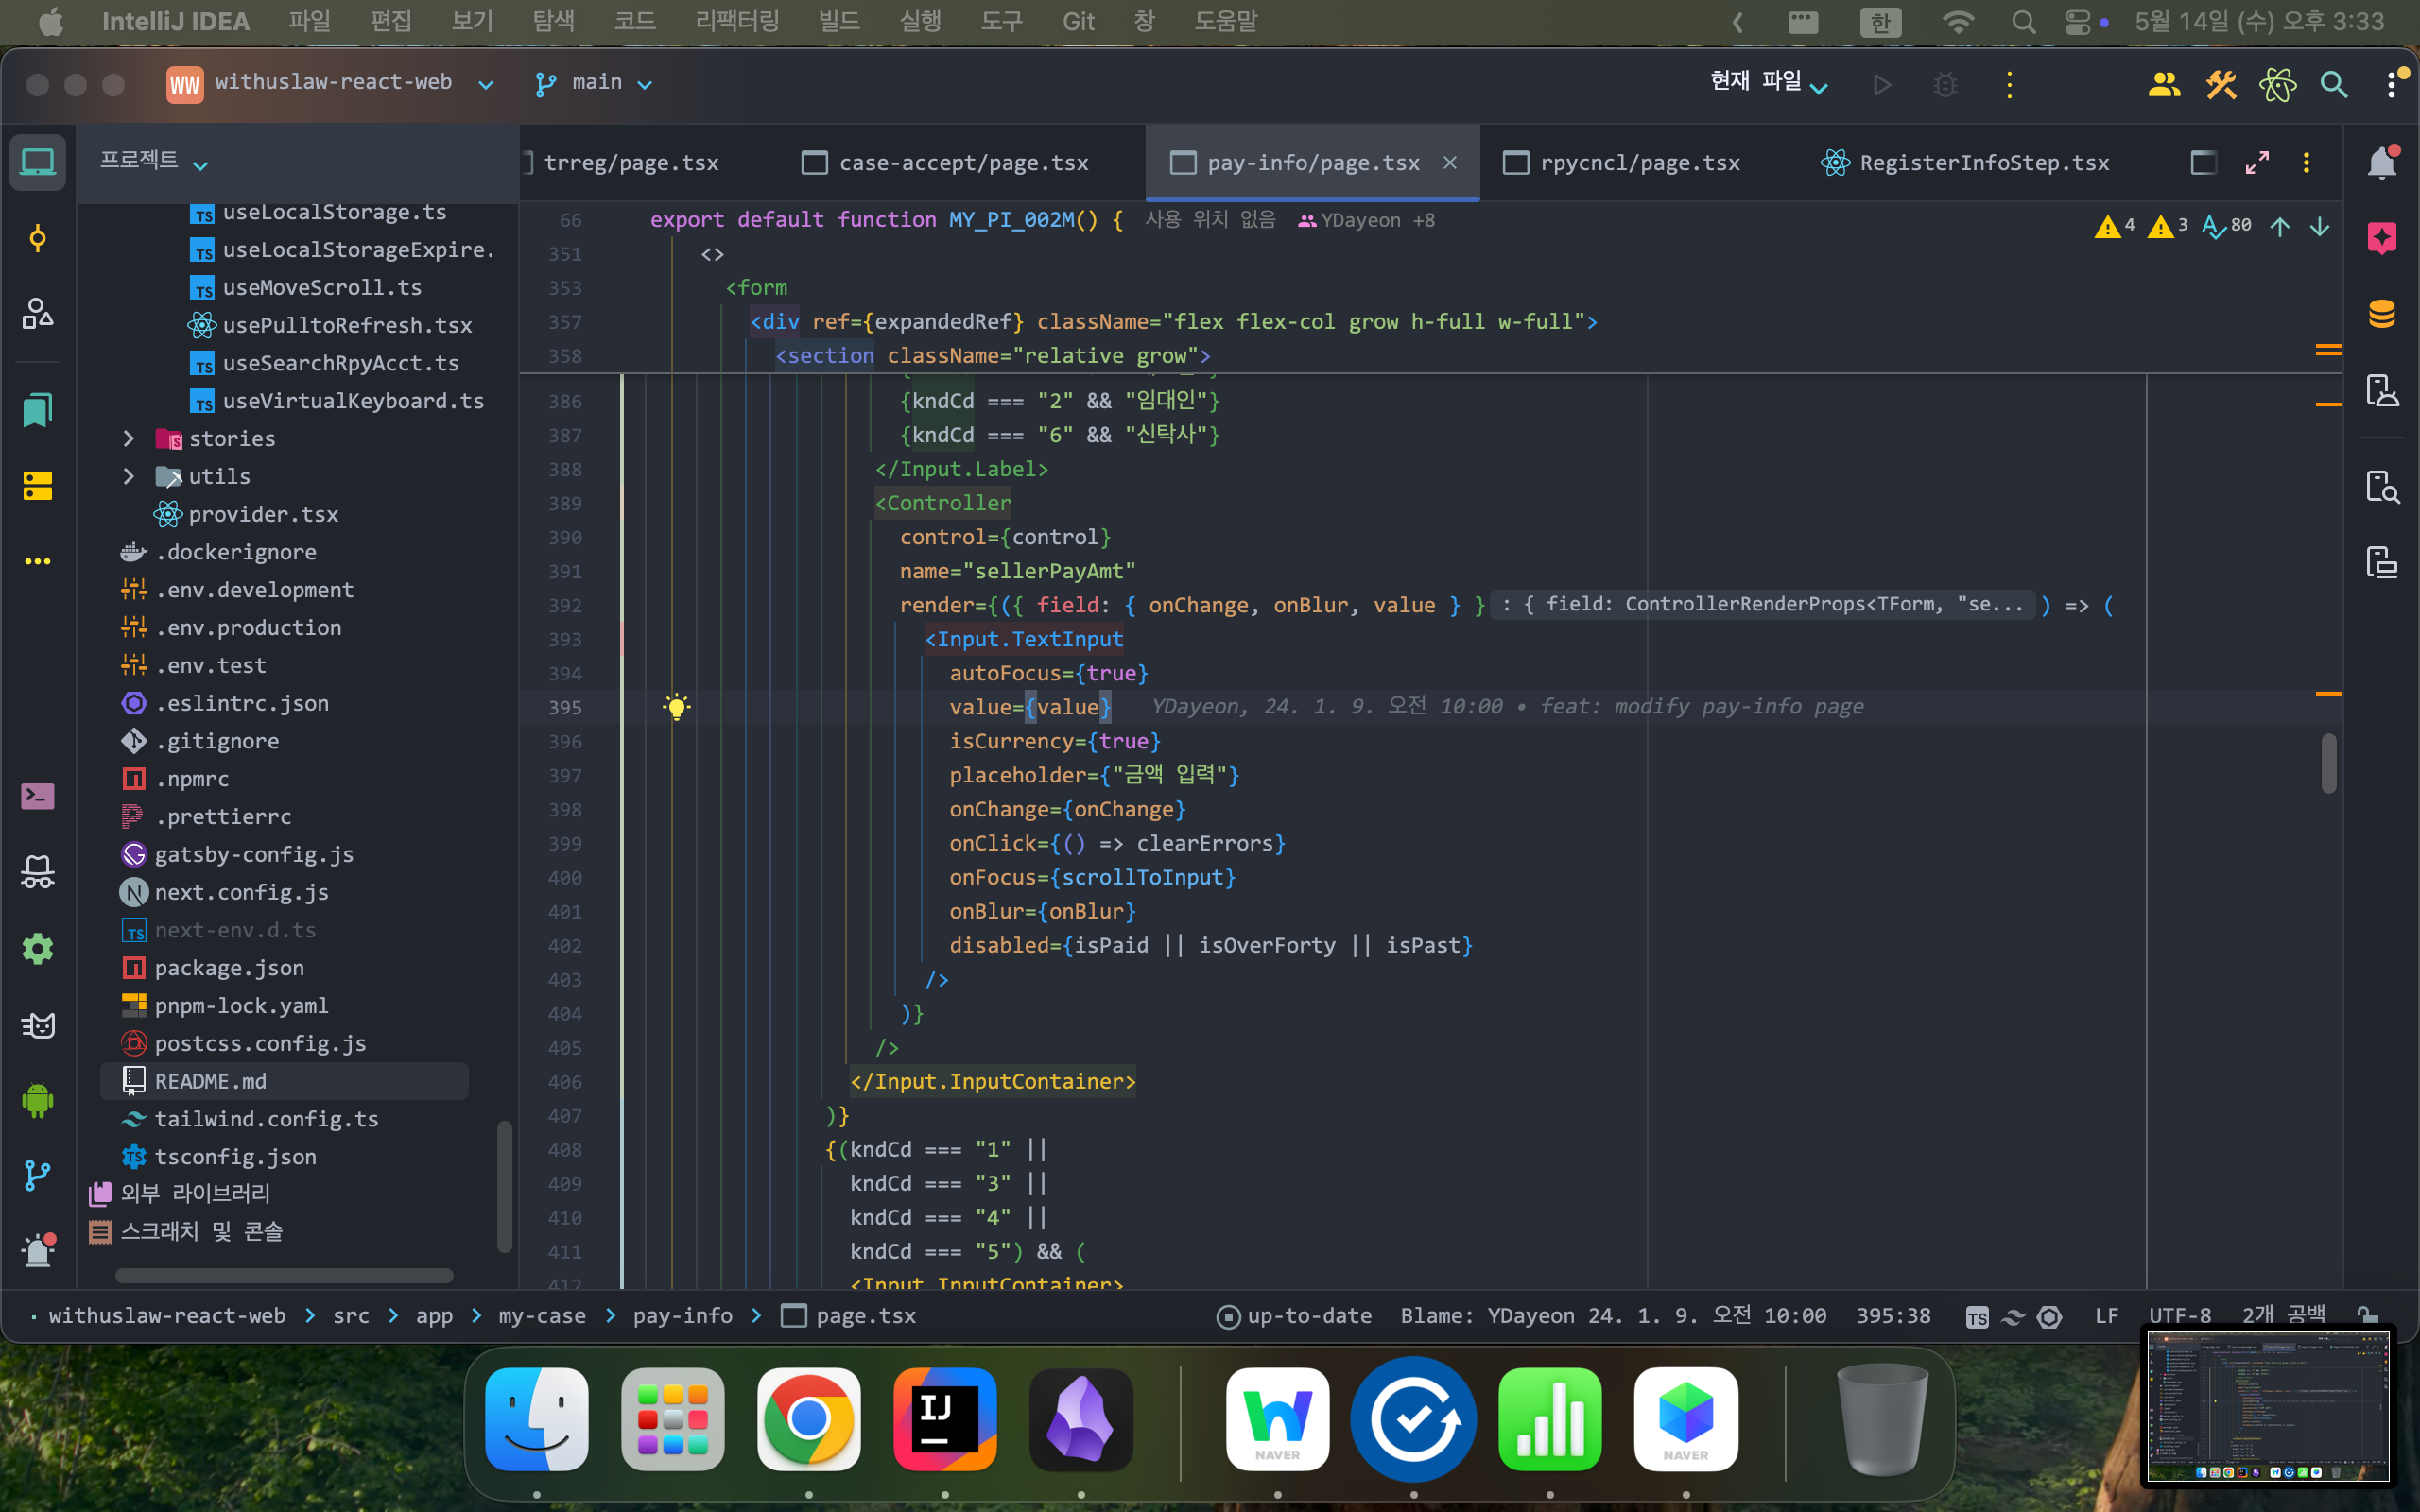 IntelliJ IDEA 파일 편집 보기 탐색 코드 리팩터링 빌드 실행 도구 Git 창 도움말 한 5월 14일 (수) 오후 3:33
WW withuslaw-react-web main 현재 파일
프로젝트
trreg/page.tsx case-accept/page.tsx pay-info/page.tsx rpycncl/page.tsx RegisterInfoStep.tsx
useLocalStorage.ts
useLocalStorageExpire.
useMoveScroll.ts
usePulltoRefresh.tsx
useSearchRpyAcct.ts
useVirtualKeyboard.ts
stories
utils
provider.tsx
.dockerignore
.env.development
.env.production
.env.test
.eslintrc.json
.gitignore
.npmrc
.prettierrc
gatsby-config.js
next.config.js
next-env.d.ts
package.json
pnpm-lock.yaml
postcss.config.js
README.md
tailwind.config.ts
tsconfig.json
외부 라이브러리
스크래치 및 콘솔
66 export default function MY_PI_002M() { 사용 위치 없음 YDayeon +8
4 3 80
351 <>
353 <form
357 <div ref={expandedRef} className="flex flex-col grow h-full w-full">
358 <section className="relative grow">
386 {kndCd === "2" && "임대인"}
387 {kndCd === "6" && "신탁사"}
388 </Input.Label>
389 <Controller
390 control={control}
391 name="sellerPayAmt"
392 render={({ field: { onChange, onBlur, value } } : { field: ControllerRenderProps<TForm, "se... ) => (
393 <Input.TextInput
394 autoFocus={true}
395 value={value} YDayeon, 24. 1. 9. 오전 10:00 • feat: modify pay-info page
396 isCurrency={true}
397 placeholder={"금액 입력"}
398 onChange={onChange}
399 onClick={() => clearErrors}
400 onFocus={scrollToInput}
401 onBlur={onBlur}
402 disabled={isPaid || isOverForty || isPast}
403 />
404 )}
405 />
406 </Input.InputContainer>
407 )}
408 {(kndCd === "1" ||
409 kndCd === "3" ||
410 kndCd === "4" ||
411 kndCd === "5") && (
412 <Input.InputContainer>
withuslaw-react-web > src > app > my-case > pay-info > page.tsx up-to-date Blame: YDayeon 24. 1. 9. 오전 10:00 395:38 TS LF UTF-8 2개 공백
IJ
NAVER
NAVER